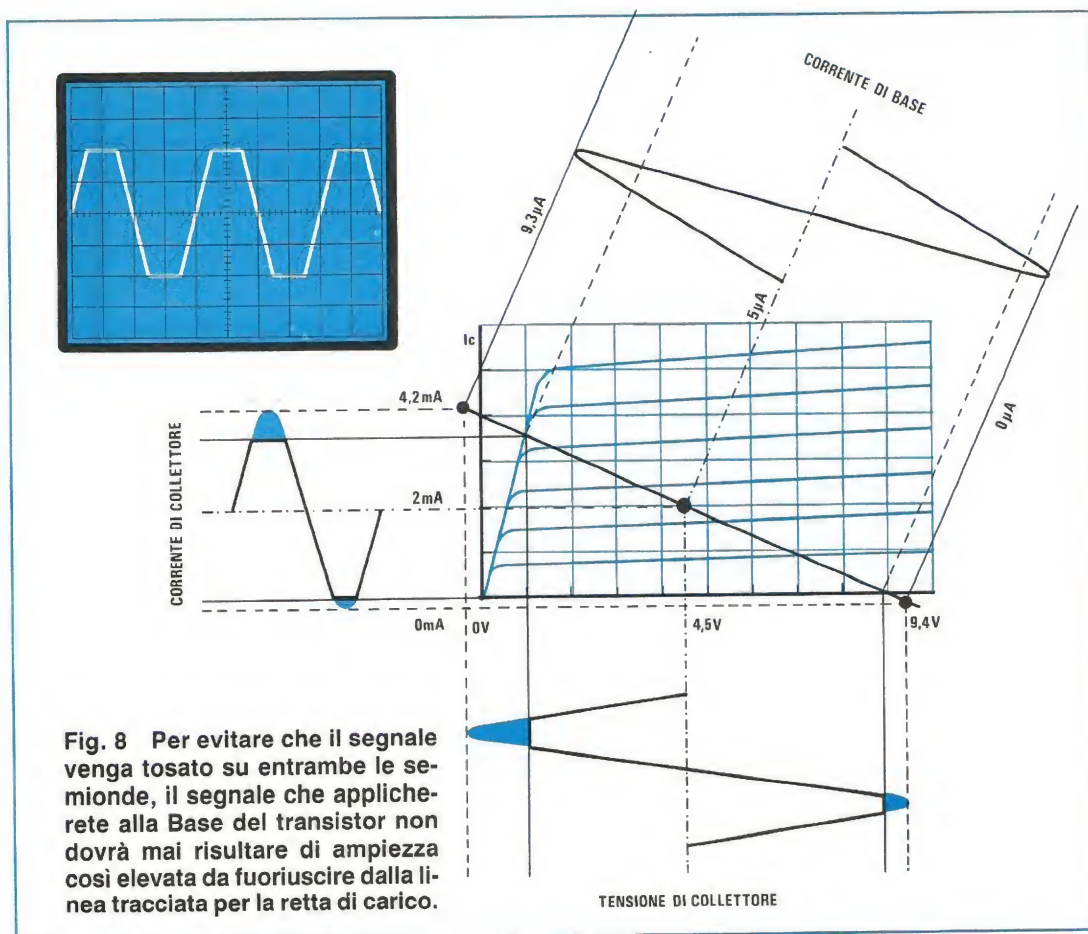 CORRENTE DI BASE
9,3µA
5µA
0µA
Ic
4,2mA
2mA
0mA
CORRENTE DI COLLETTORE
0V
4,5V
9,4V
Fig. 8 Per evitare che il segnale
venga tosato su entrambe le se-
mionde, il segnale che appliche-
rete alla Base del transistor non
dovrà mai risultare di ampiezza
così elevata da fuoriuscire dalla li-
nea tracciata per la retta di carico.
TENSIONE DI COLLETTORE